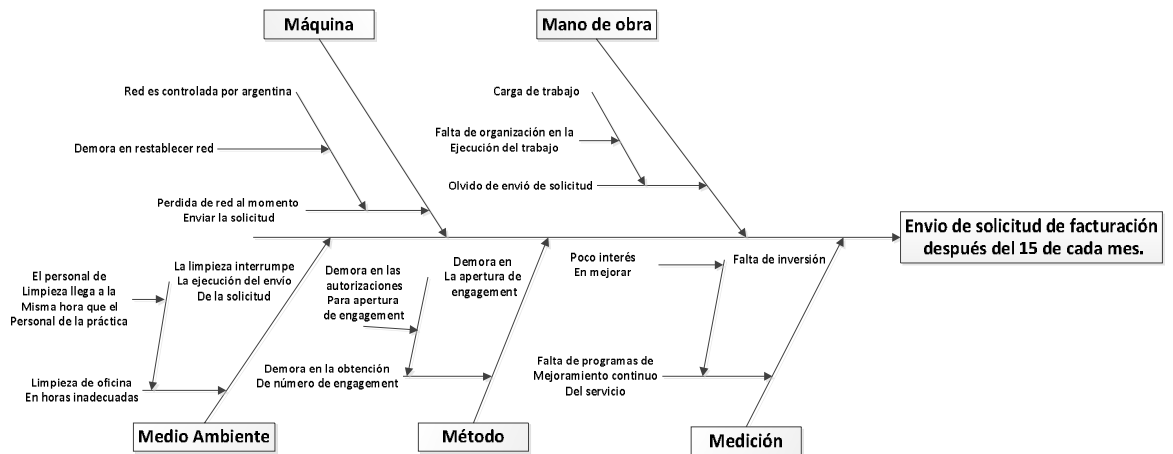 Máquina
Mano de obra
Red es controlada por argentina
Demora en restablecer red
Perdida de red al momento
Enviar la solicitud
Carga de trabajo
Falta de organización en la
Ejecución del trabajo
Olvido de envió de solicitud
Envio de solicitud de facturación
después del 15 de cada mes.
El personal de
Limpieza llega a la
Misma hora que el
Personal de la práctica
La limpieza interrumpe
La ejecución del envío
De la solicitud
Limpieza de oficina
En horas inadecuadas
Demora en las
autorizaciones
Para apertura
de engagement
Demora en
La apertura de
engagement
Demora en la obtención
De número de engagement
Poco interés
En mejorar
Falta de inversión
Falta de programas de
Mejoramiento continuo
Del servicio
Medio Ambiente
Método
Medición